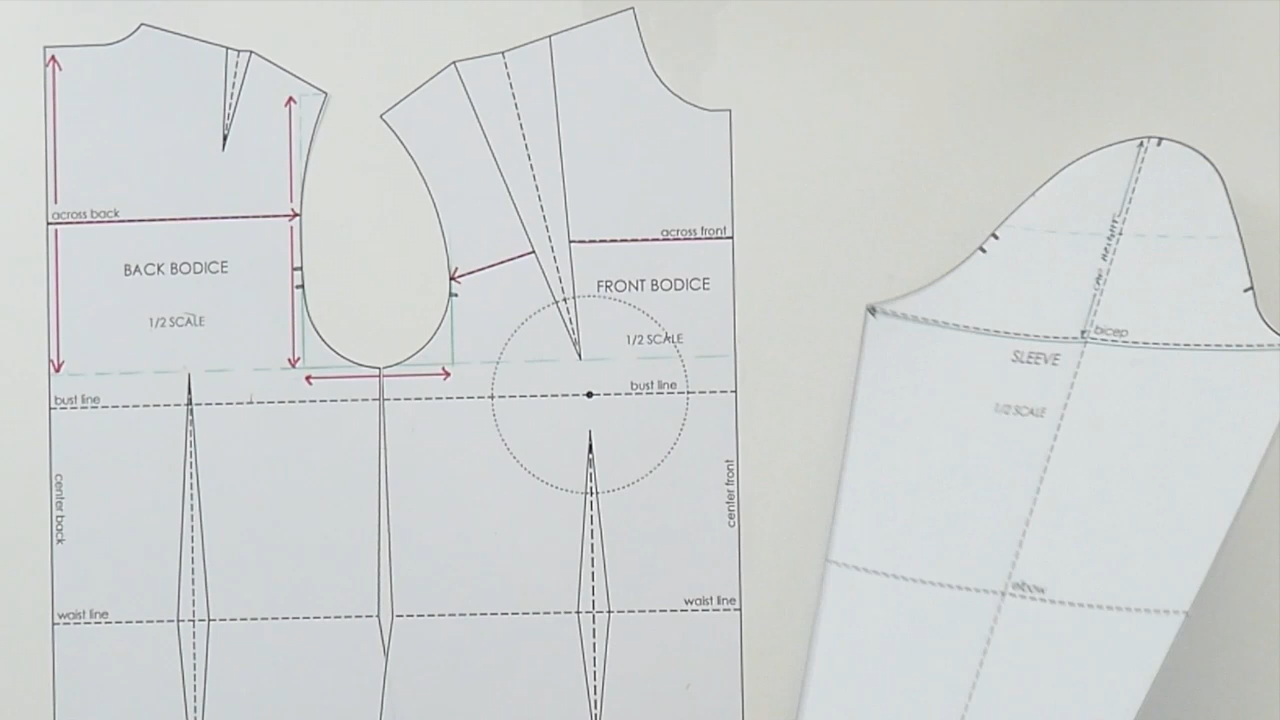 across back
BACK BODICE
1/2 SCALE
bust line
center back
waist line
across front
FRONT BODICE
1/2 SCALE
bust line
center front
waist line
cap height
bicep
SLEEVE
1/2 SCALE
elbow